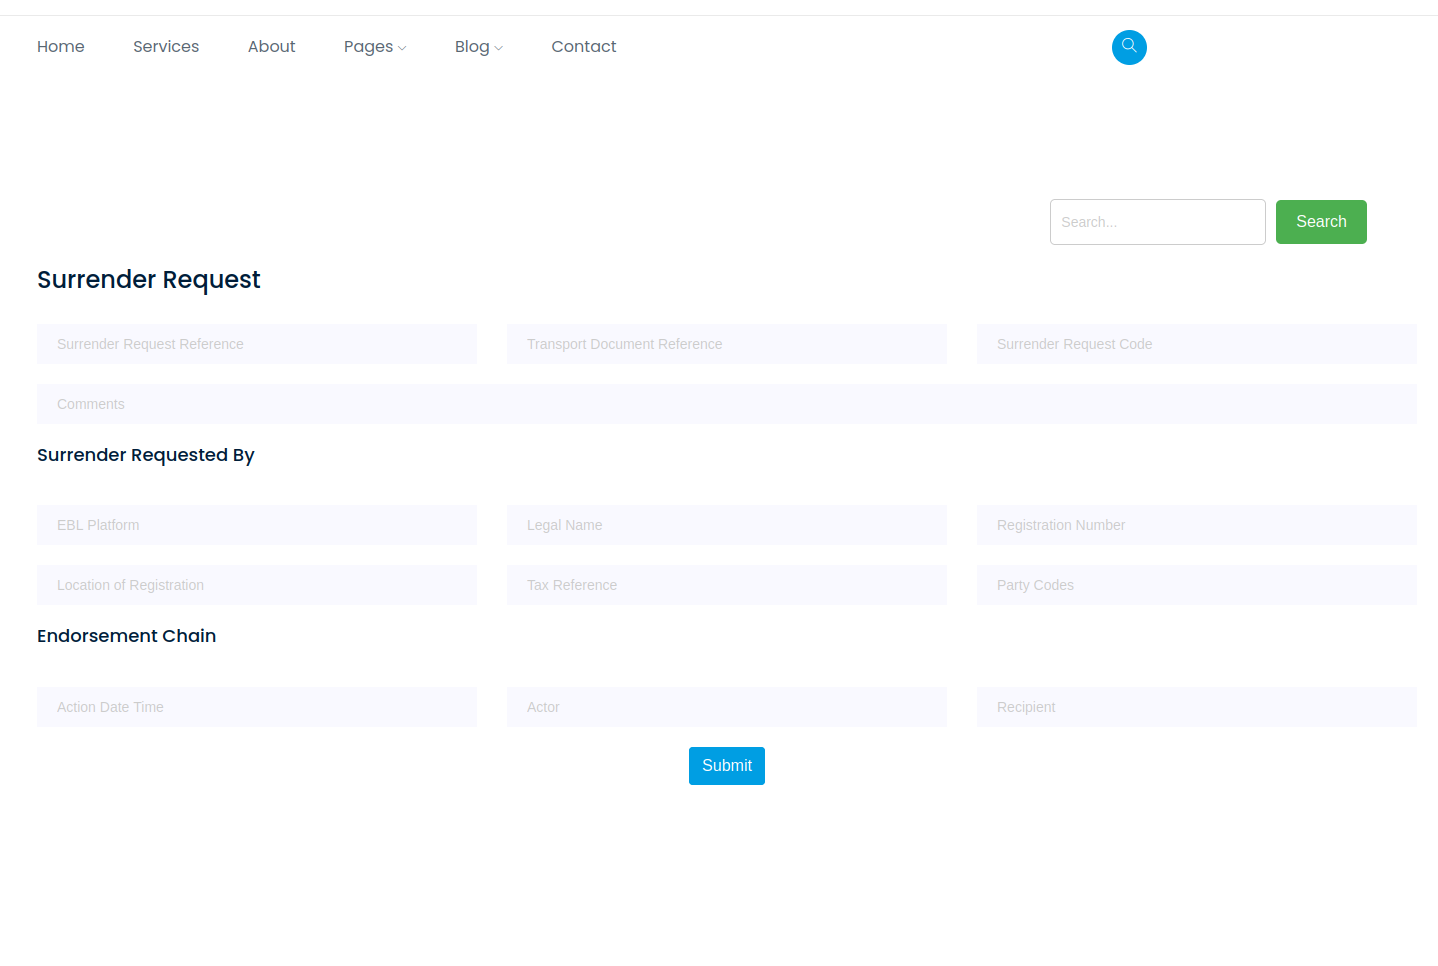 Home Services About Pages Blog Contact
Search... Search
Surrender Request
Surrender Request Reference Transport Document Reference Surrender Request Code
Comments
Surrender Requested By
EBL Platform Legal Name Registration Number
Location of Registration Tax Reference Party Codes
Endorsement Chain
Action Date Time Actor Recipient
Submit